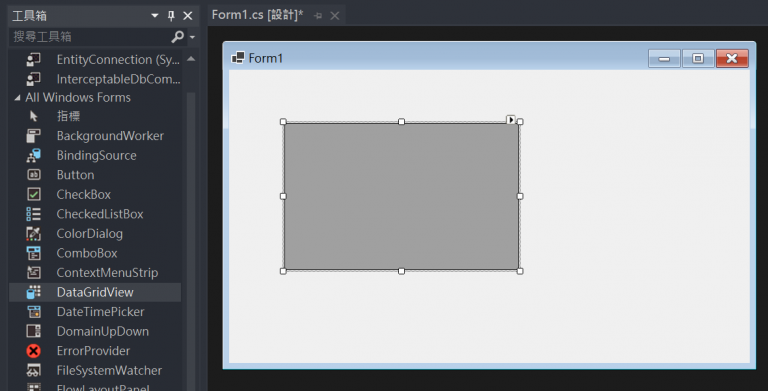 工具箱
搜尋工具箱
EntityConnection (Sy...
InterceptableDbCom...
All Windows Forms
指標
BackgroundWorker
BindingSource
Button
CheckBox
CheckedListBox
ColorDialog
ComboBox
ContextMenuStrip
DataGridView
DateTimePicker
DomainUpDown
ErrorProvider
FileSystemWatcher
FlowLayoutPanel
Form1.cs [設計]*
Form1